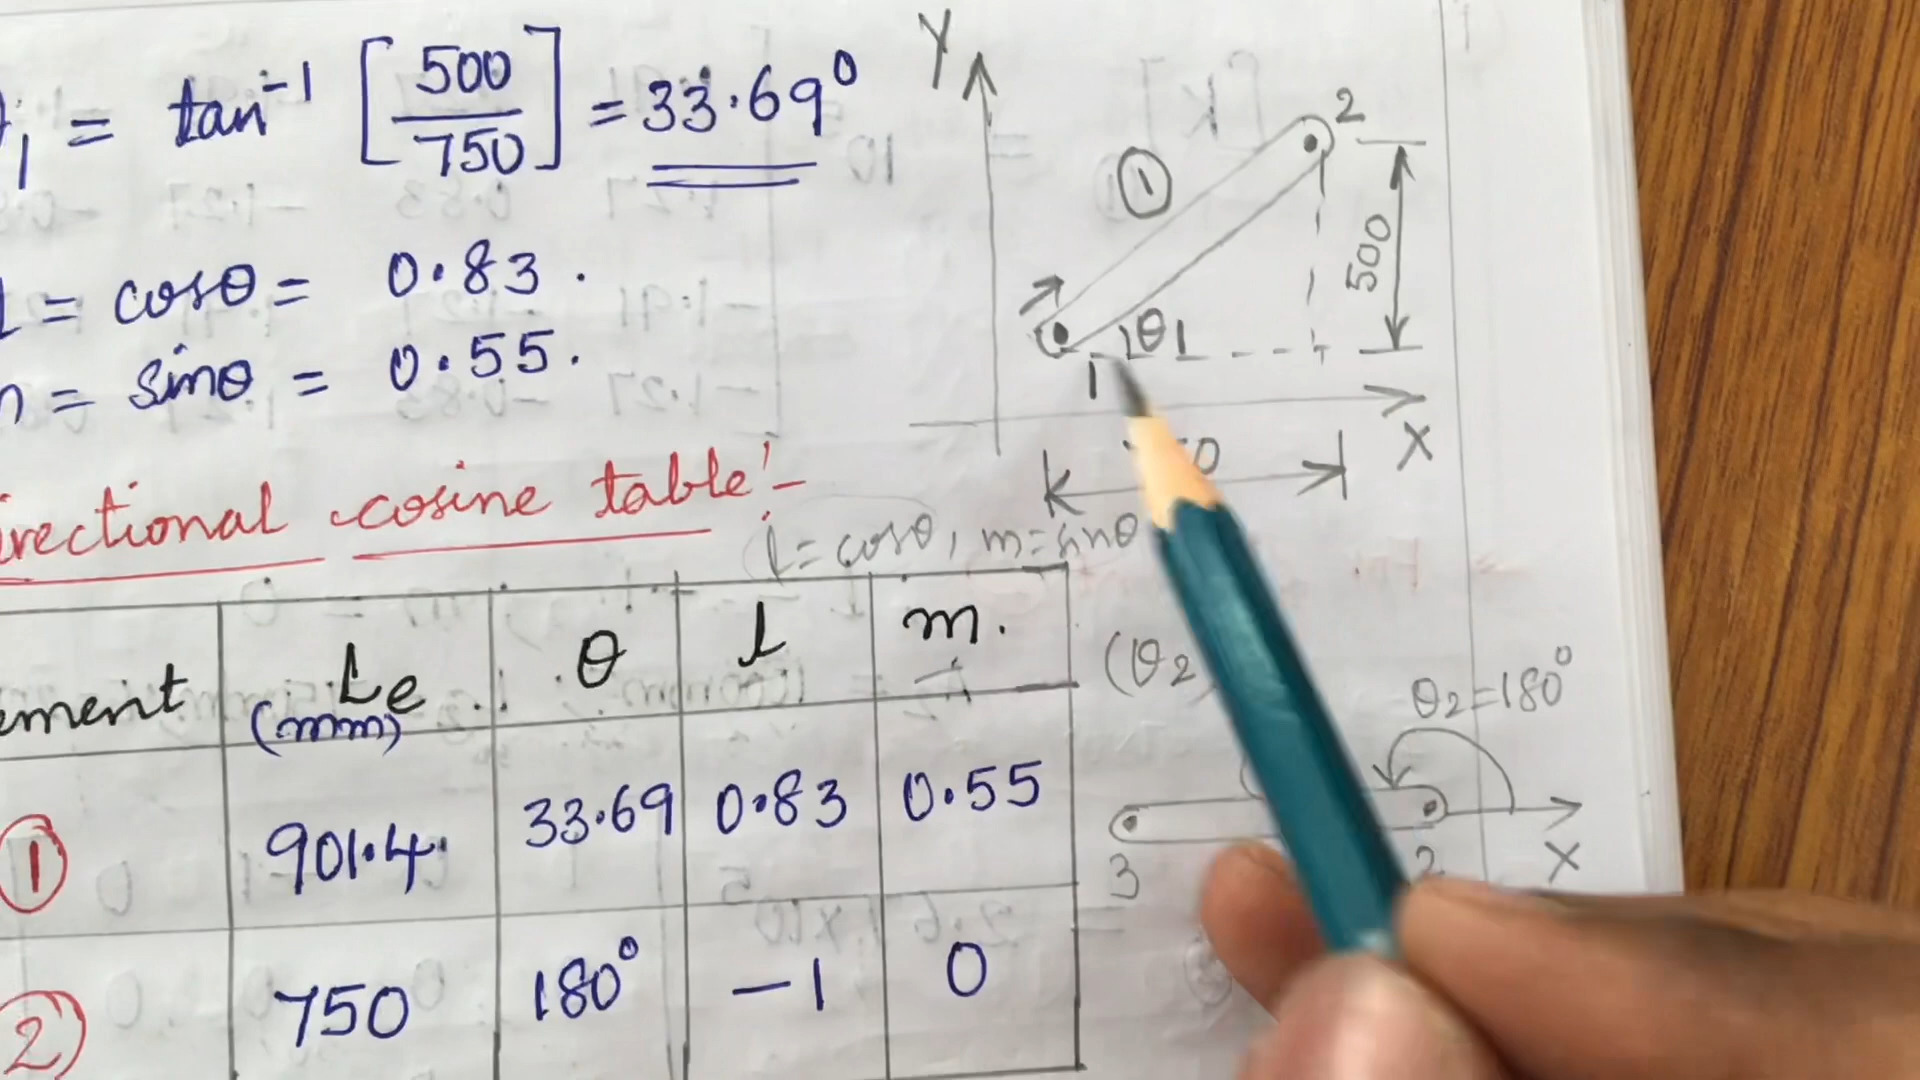 θ1 = tan⁻¹ [500/750] = 33.69°
l = cosθ = 0.83.
m = sinθ = 0.55.
irectional cosine table:-
l = cosθ, m = sinθ
ement Le (mm) θ l m.
① 901.4. 33.69 0.83 0.55
② 750 180° -1 0
Y
2
①
500
θ1
1
X
(θ2
θ2=180°
3 2 X